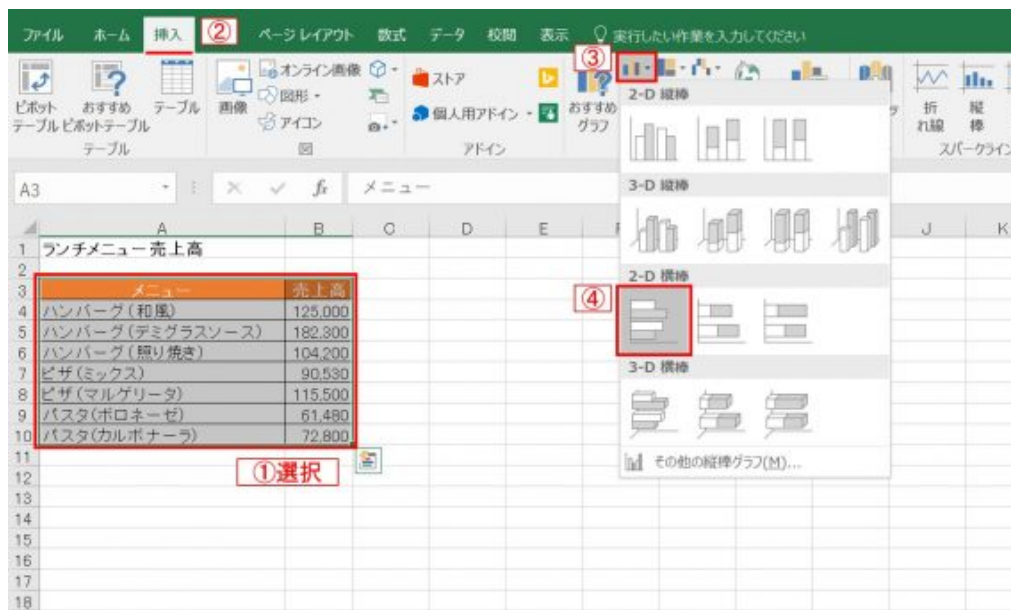 ファイル ホーム 挿入 ② ページ レイアウト 数式 データ 校閲 表示 実行したい作業を入力してください
③
ピボット
テーブル
おすすめ
ピボットテーブル
テーブル
画像
オンライン画像
図形
アイコン
ストア
個人用アドイン
おすすめ
グラフ
折
れ線
縦
棒
テーブル 図 アドイン スパークライン
A3 fx メニュー
A B C D E F J K
1 ランチメニュー売上高
2
3 メニュー 売上高
4 ハンバーグ(和風) 125,000
5 ハンバーグ(デミグラスソース) 182,300
6 ハンバーグ(照り焼き) 104,200
7 ピザ(ミックス) 90,530
8 ピザ(マルゲリータ) 115,500
9 パスタ(ボロネーゼ) 61,480
10 パスタ(カルボナーラ) 72,800
11
12
13
14
15
16
17
18
①選択
2-D 縦棒
3-D 縦棒
2-D 横棒
④
3-D 横棒
その他の縦棒グラフ(M)...